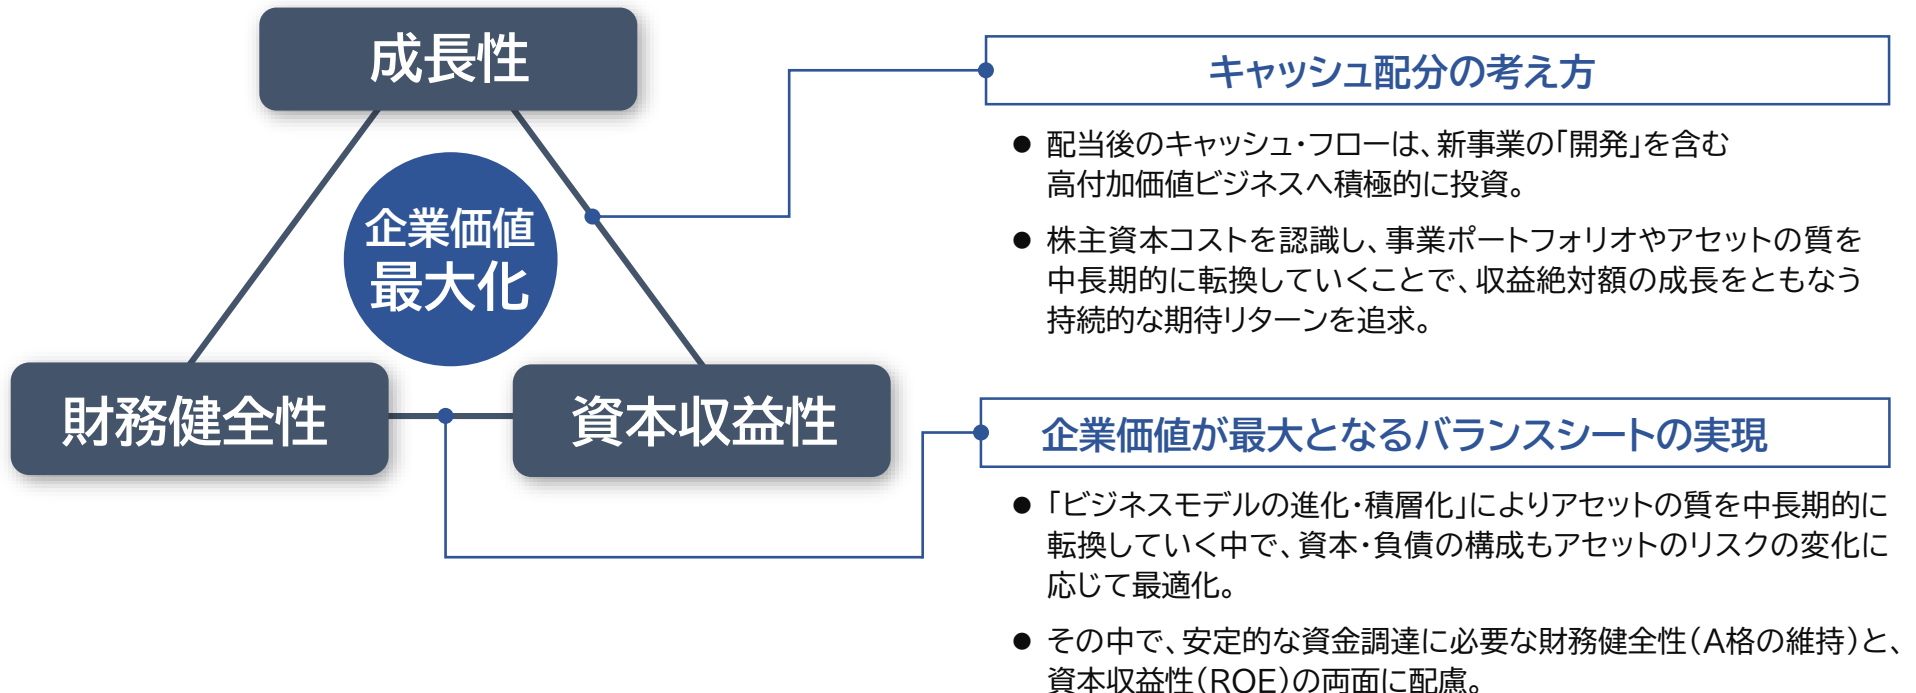 成長性
企業価値
最大化
財務健全性
資本収益性
キャッシュ配分の考え方
● 配当後のキャッシュ・フローは、新事業の「開発」を含む
高付加価値ビジネスへ積極的に投資。
● 株主資本コストを認識し、事業ポートフォリオやアセットの質を
中長期的に転換していくことで、収益絶対額の成長をともなう
持続的な期待リターンを追求。
企業価値が最大となるバランスシートの実現
● 「ビジネスモデルの進化・積層化」によりアセットの質を中長期的に
転換していく中で、資本・負債の構成もアセットのリスクの変化に
応じて最適化。
● その中で、安定的な資金調達に必要な財務健全性(A格の維持)と、
資本収益性(ROE)の両面に配慮。